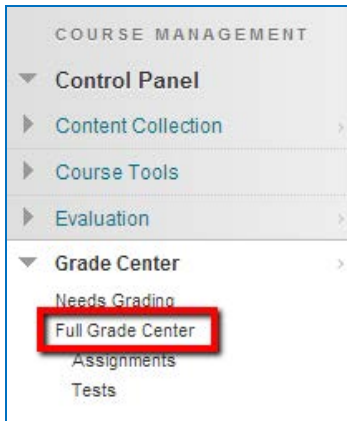 COURSE MANAGEMENT
Control Panel
Content Collection
Course Tools
Evaluation
Grade Center
Needs Grading
Full Grade Center
Assignments
Tests